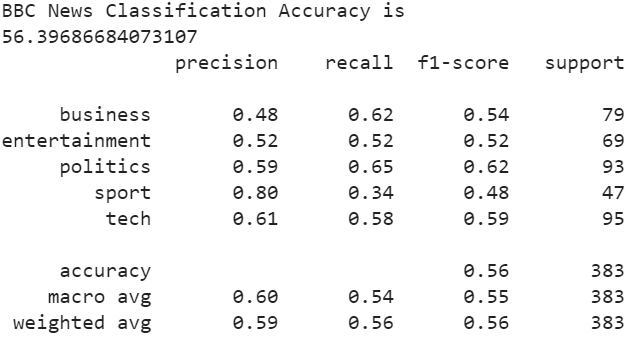 BBC News Classification Accuracy is
56.39686684073107
precision recall f1-score support
business 0.48 0.62 0.54 79
entertainment 0.52 0.52 0.52 69
politics 0.59 0.65 0.62 93
sport 0.80 0.34 0.48 47
tech 0.61 0.58 0.59 95
accuracy 0.56 383
macro avg 0.60 0.54 0.55 383
weighted avg 0.59 0.56 0.56 383